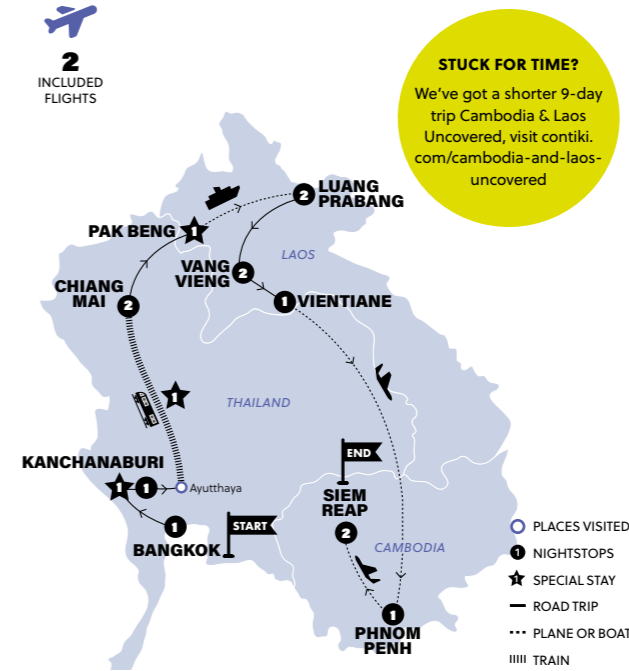 2
INCLUDED
FLIGHTS
STUCK FOR TIME?
We've got a shorter 9-day
trip Cambodia & Laos
Uncovered, visit contiki.
com/cambodia-and-laos-
uncovered
2
LUANG
PRABANG
PAK BENG
1
LAOS
VANG
VIENG
2
CHIANG
MAI
2
1
VIENTIANE
1
THAILAND
KANCHANABURI
1
1
Ayutthaya
END
SIEM
REAP
2
START
1
BANGKOK
CAMBODIA
1
PHNOM
PENH
PLACES VISITED
1
NIGHTSTOPS
1
SPECIAL STAY
ROAD TRIP
PLANE OR BOAT
TRAIN